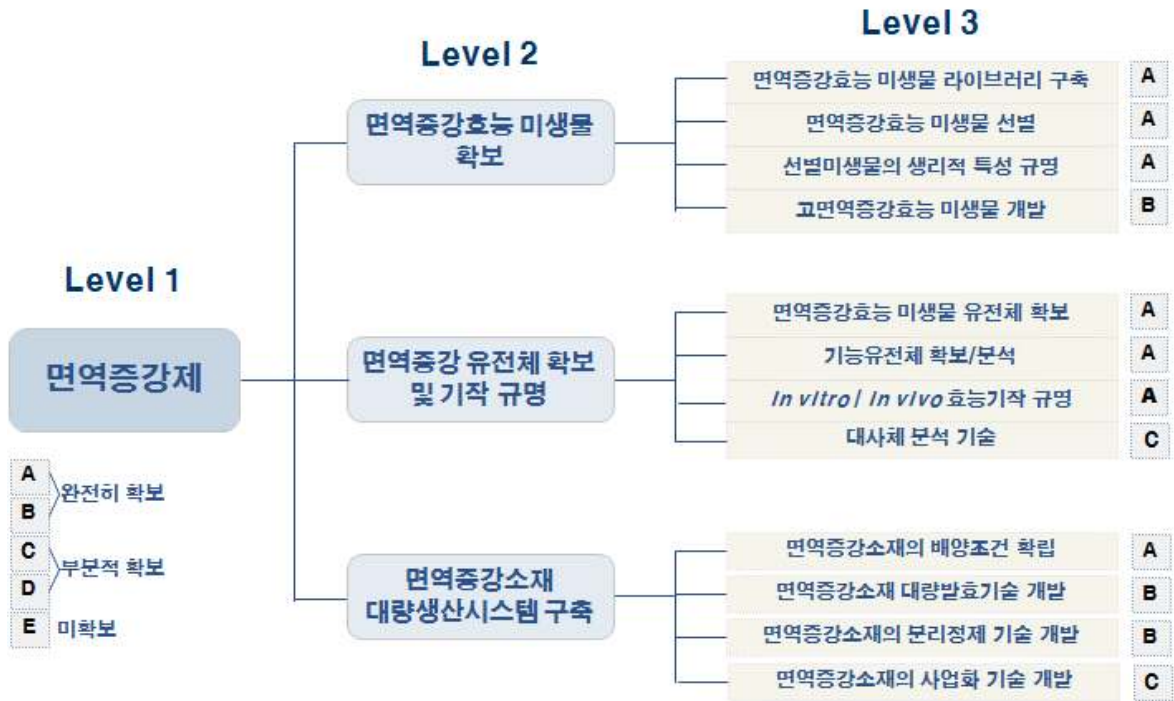 Level 1
면역증강제
A
B
완전히 확보
C
D
부분적 확보
E 미확보
Level 2
면역증강효능 미생물
확보
면역증강 유전체 확보
및 기작 규명
면역증강소재
대량생산시스템 구축
Level 3
면역증강효능 미생물 라이브러리 구축 A
면역증강효능 미생물 선별 A
선별미생물의 생리적 특성 규명 A
고면역증강효능 미생물 개발 B
면역증강효능 미생물 유전체 확보 A
기능유전체 확보/분석 A
In vitro / In vivo 효능기작 규명 A
대사체 분석 기술 C
면역증강소재의 배양조건 확립 A
면역증강소재 대량발효기술 개발 B
면역증강소재의 분리정제 기술 개발 B
면역증강소재의 사업화 기술 개발 C